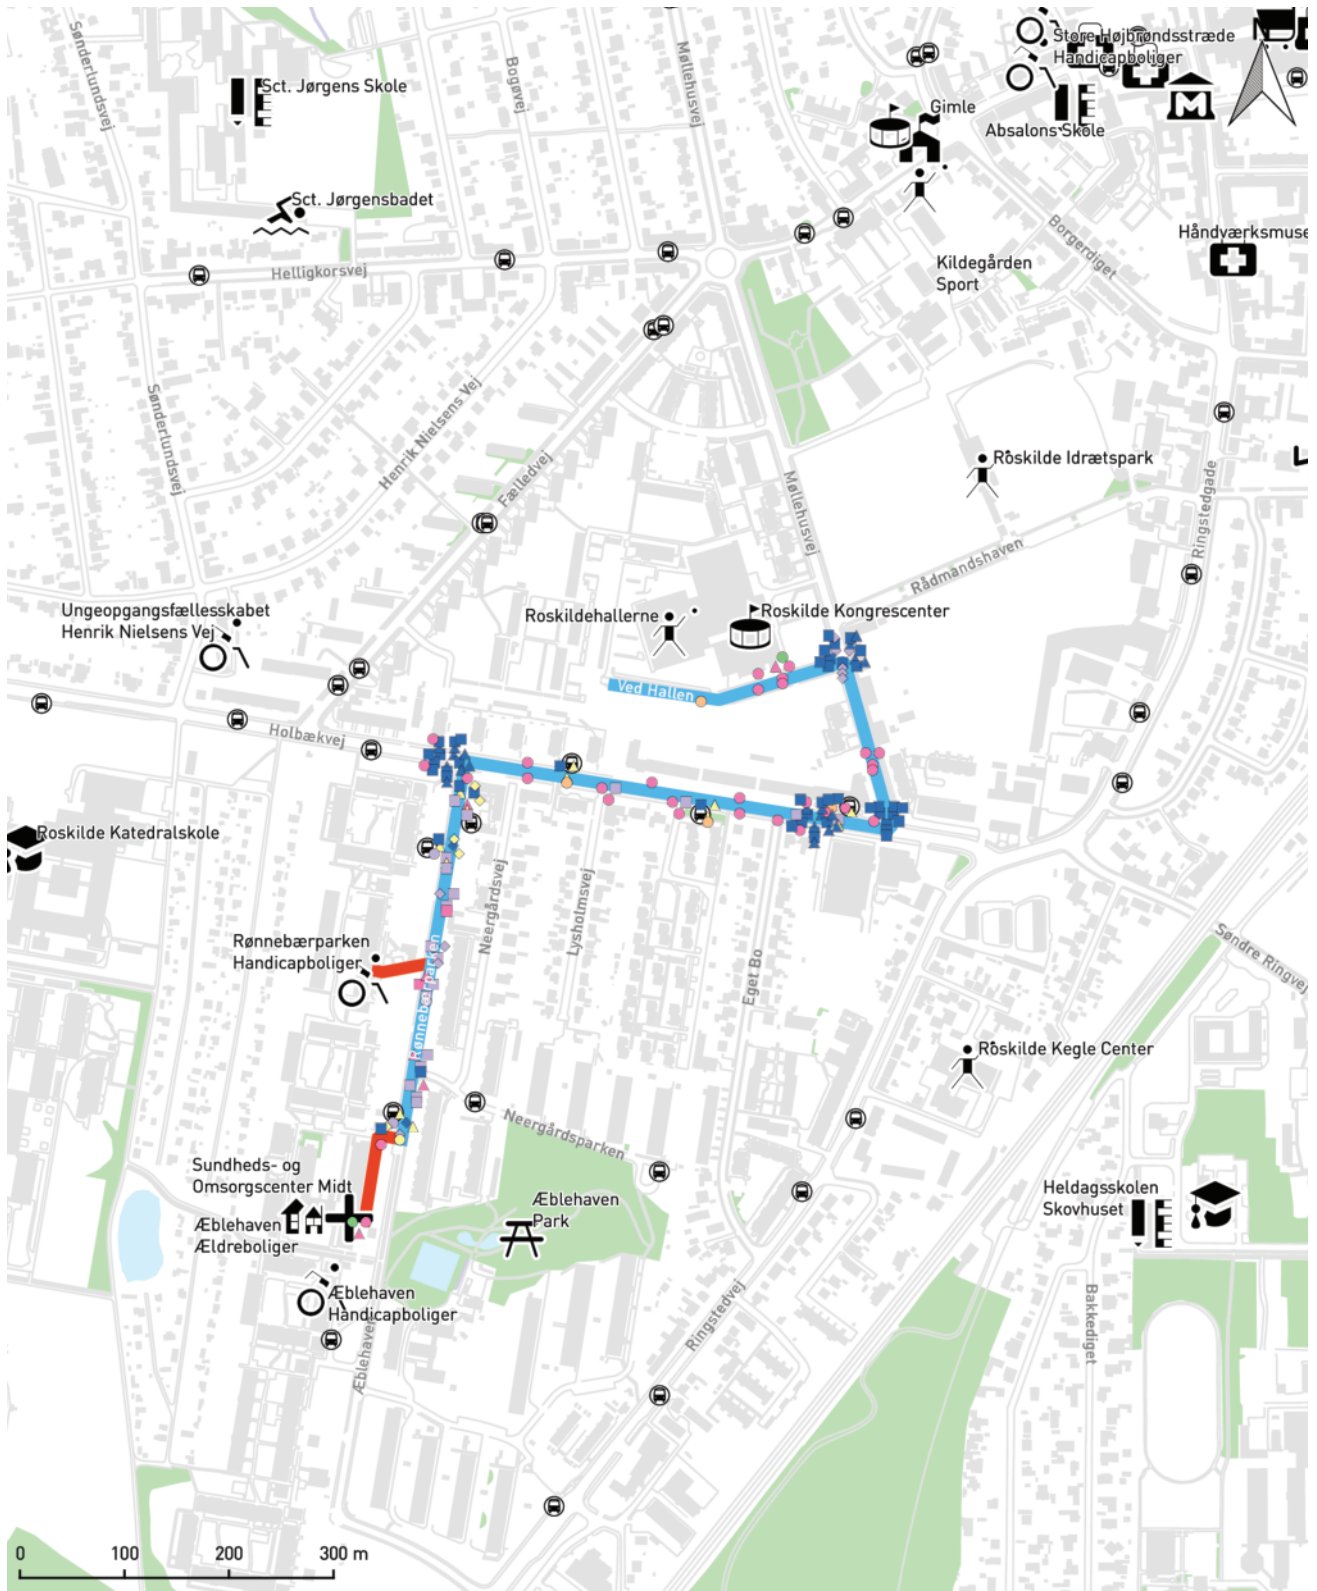 Store Højbrøndsstræde
Handicapboliger
N
Sønderlundsvej
Bogøvej
Møllehusvej
Sct. Jørgens Skole
Gimle
Absalons Skole
M
Sct. Jørgensbadet
Borgerdiget
Håndværksmuse
Helligkorsvej
Kildegården
Sport
Sønderlundsvej
Henrik Nielsens Vej
Fælledvej
Møllehusvej
Roskilde Idrætspark
Ringstedgade
Rådmandshaven
Ungeopgangsfællesskabet
Henrik Nielsens Vej
Roskildehallerne
Roskilde Kongrescenter
Ved Hallen
Holbækvej
Roskilde Katedralskole
Neergårdsvej
Lysholmsvej
Eget Bo
Rønnebærparken
Handicapboliger
Rønnebærparken
Søndre Ringvej
Roskilde Kegle Center
Neergårdsparken
Sundheds- og
Omsorgscenter Midt
Æblehaven
Ældreboliger
Æblehaven
Park
Heldagsskolen
Skovhuset
Æblehaven
Handicapboliger
Æblehaven
Ringstedvej
Bakkediget
0 100 200 300 m